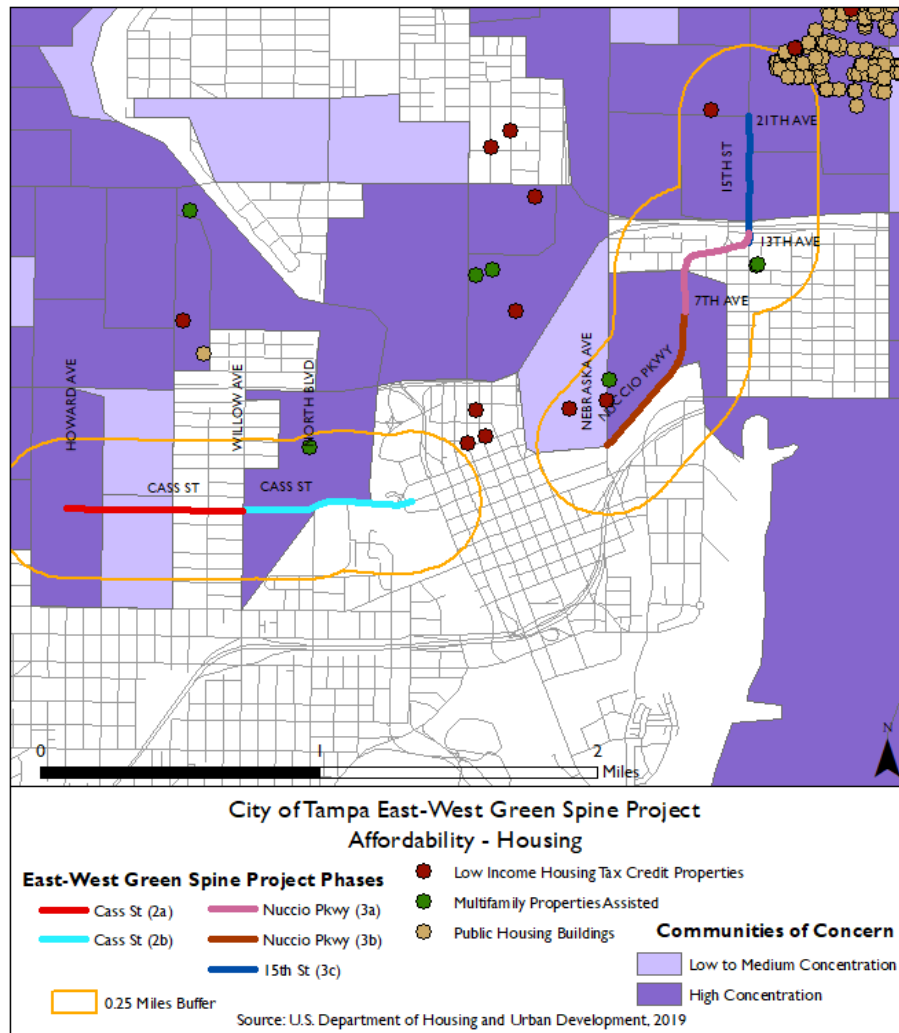 21TH AVE
15TH ST
13TH AVE
7TH AVE
NEBRASKA AVE
NUCCIO PKWY
HOWARD AVE
WILLOW AVE
NORTH BLVD
CASS ST
CASS ST
N
0 1 2
Miles
City of Tampa East-West Green Spine Project
Affordability - Housing
East-West Green Spine Project Phases
Cass St (2a)
Cass St (2b)
Nuccio Pkwy (3a)
Nuccio Pkwy (3b)
15th St (3c)
0.25 Miles Buffer
Low Income Housing Tax Credit Properties
Multifamily Properties Assisted
Public Housing Buildings
Communities of Concern
Low to Medium Concentration
High Concentration
Source: U.S. Department of Housing and Urban Development, 2019